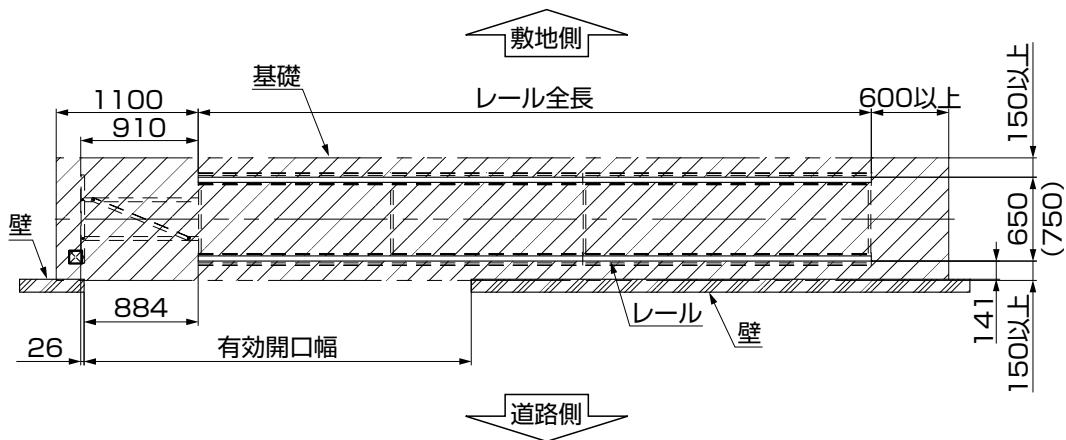 敷地側
基礎
1100
レール全長
600以上
150以上
910
壁
650
(750)
884
レール
壁
141
150以上
26
有効開口幅
道路側